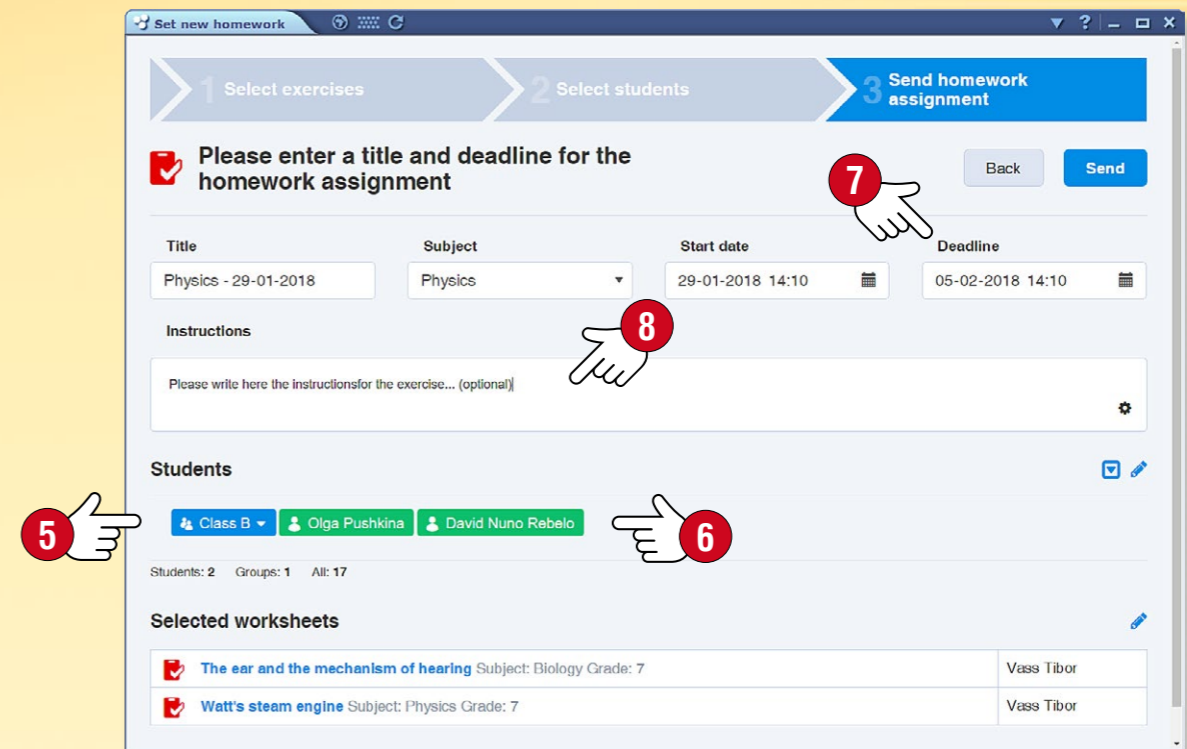 Set new homework
1 Select exercises
2 Select students
3 Send homework
assignment
Please enter a title and deadline for the
homework assignment
Back
Send
7
Title
Subject
Start date
Deadline
Physics - 29-01-2018
Physics
29-01-2018 14:10
05-02-2018 14:10
Instructions
8
Please write here the instructionsfor the exercise... (optional)
Students
5
Class B
Olga Pushkina
David Nuno Rebelo
6
Students: 2 Groups: 1 All: 17
Selected worksheets
The ear and the mechanism of hearing Subject: Biology Grade: 7
Vass Tibor
Watt's steam engine Subject: Physics Grade: 7
Vass Tibor